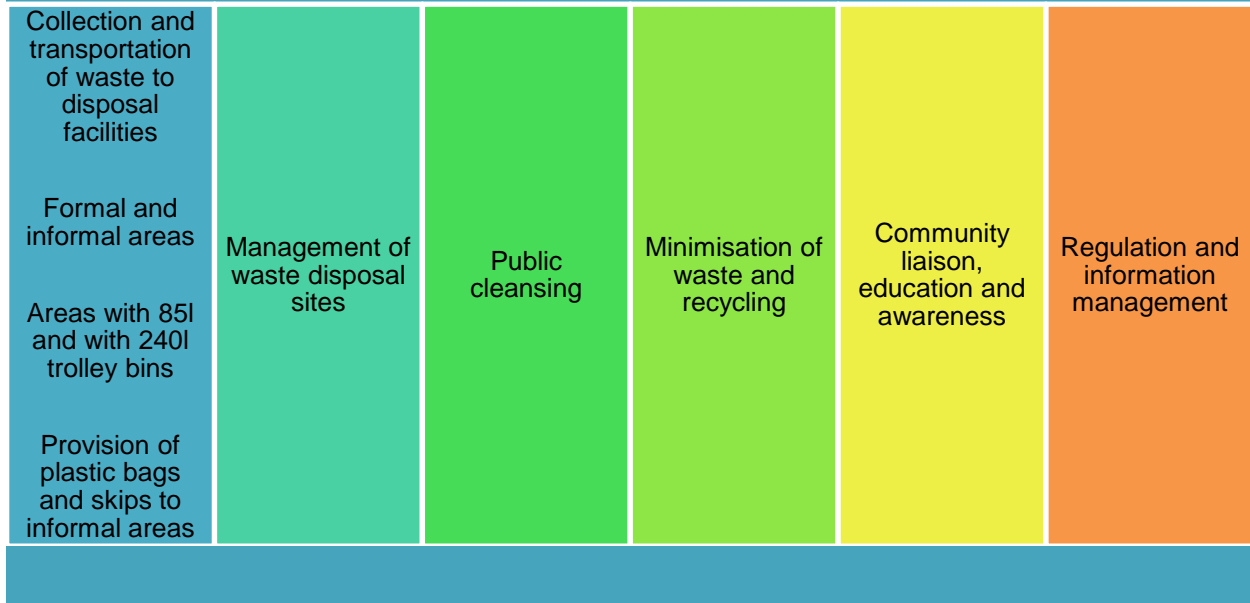 Collection and
transportation
of waste to
disposal
facilities
Formal and
informal areas
Areas with 85l
and with 240l
trolley bins
Provision of
plastic bags
and skips to
informal areas
Management of
waste disposal
sites
Public
cleansing
Minimisation of
waste and
recycling
Community
liaison,
education and
awareness
Regulation and
information
management